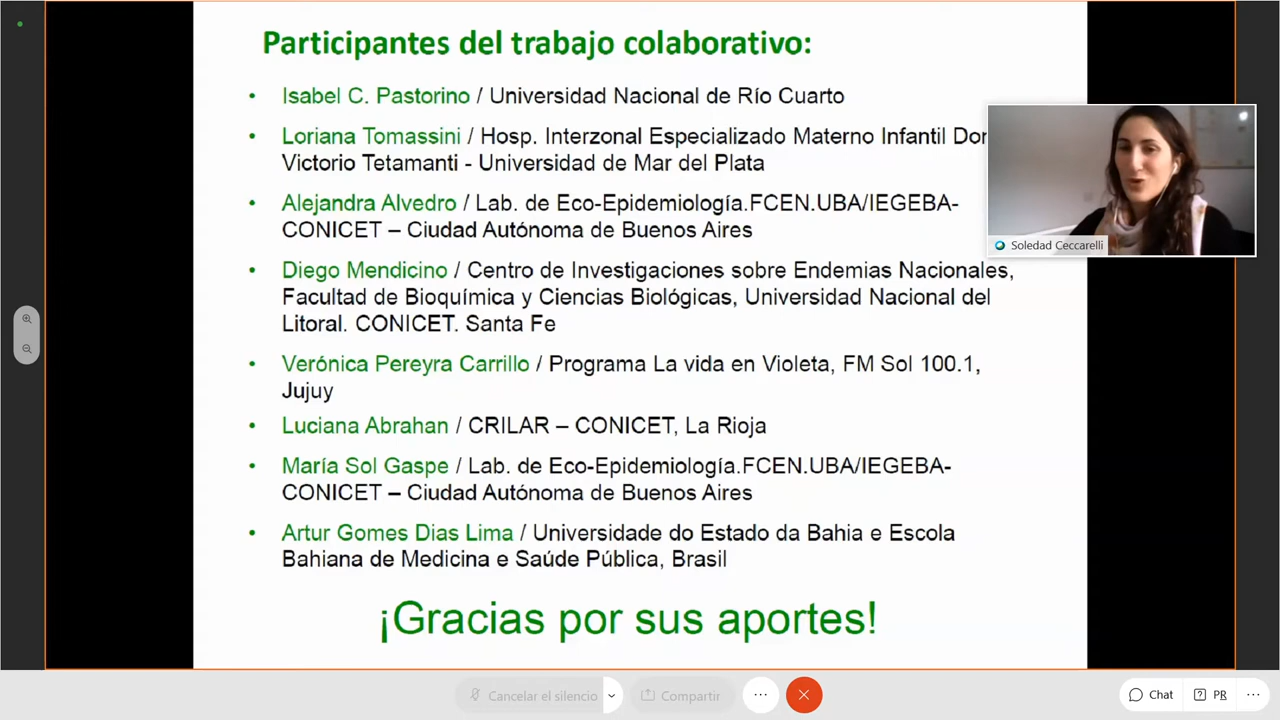 Participantes del trabajo colaborativo:
• Isabel C. Pastorino / Universidad Nacional de Río Cuarto
• Loriana Tomassini / Hosp. Interzonal Especializado Materno Infantil Don
Victorio Tetamanti - Universidad de Mar del Plata
• Alejandra Alvedro / Lab. de Eco-Epidemiología.FCEN.UBA/IEGEBA-
CONICET – Ciudad Autónoma de Buenos Aires
• Diego Mendicino / Centro de Investigaciones sobre Endemias Nacionales,
Facultad de Bioquímica y Ciencias Biológicas, Universidad Nacional del
Litoral. CONICET. Santa Fe
• Verónica Pereyra Carrillo / Programa La vida en Violeta, FM Sol 100.1,
Jujuy
• Luciana Abrahan / CRILAR – CONICET, La Rioja
• María Sol Gaspe / Lab. de Eco-Epidemiología.FCEN.UBA/IEGEBA-
CONICET – Ciudad Autónoma de Buenos Aires
• Artur Gomes Dias Lima / Universidade do Estado da Bahia e Escola
Bahiana de Medicina e Saúde Pública, Brasil
¡Gracias por sus aportes!
Soledad Ceccarelli
Cancelar el silencio
Compartir
Chat
PR